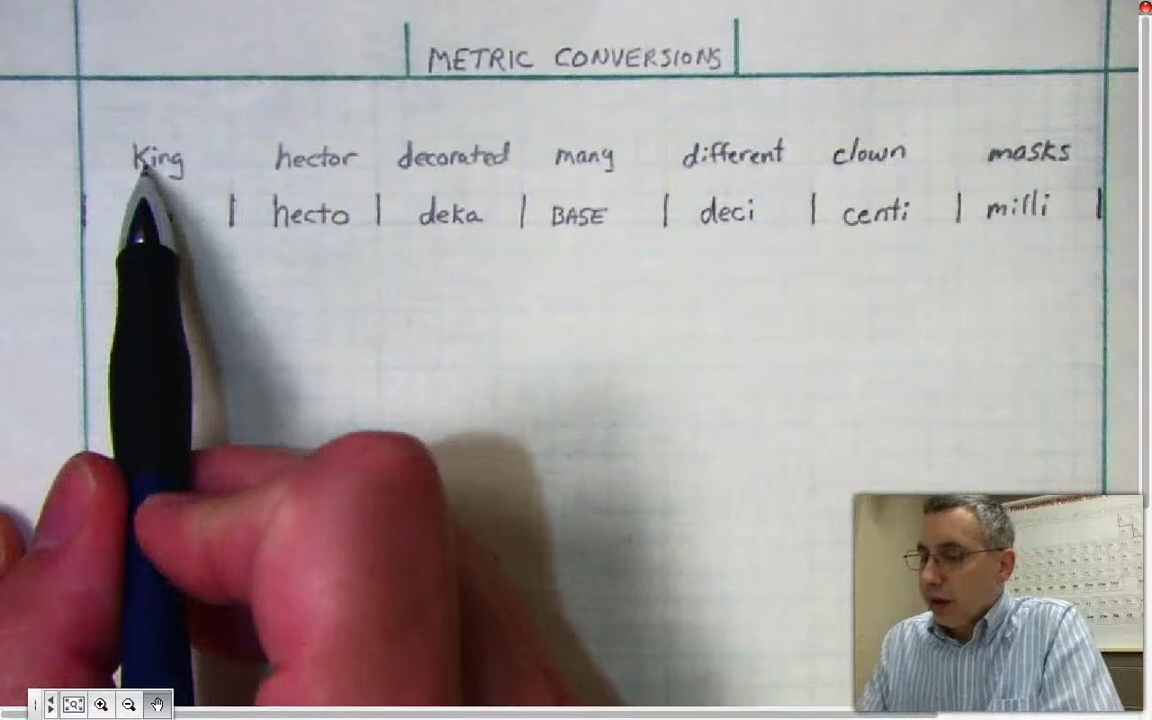 METRIC CONVERSIONS
King hector decorated many different clown masks
| | hecto | deka | BASE | deci | centi | milli |